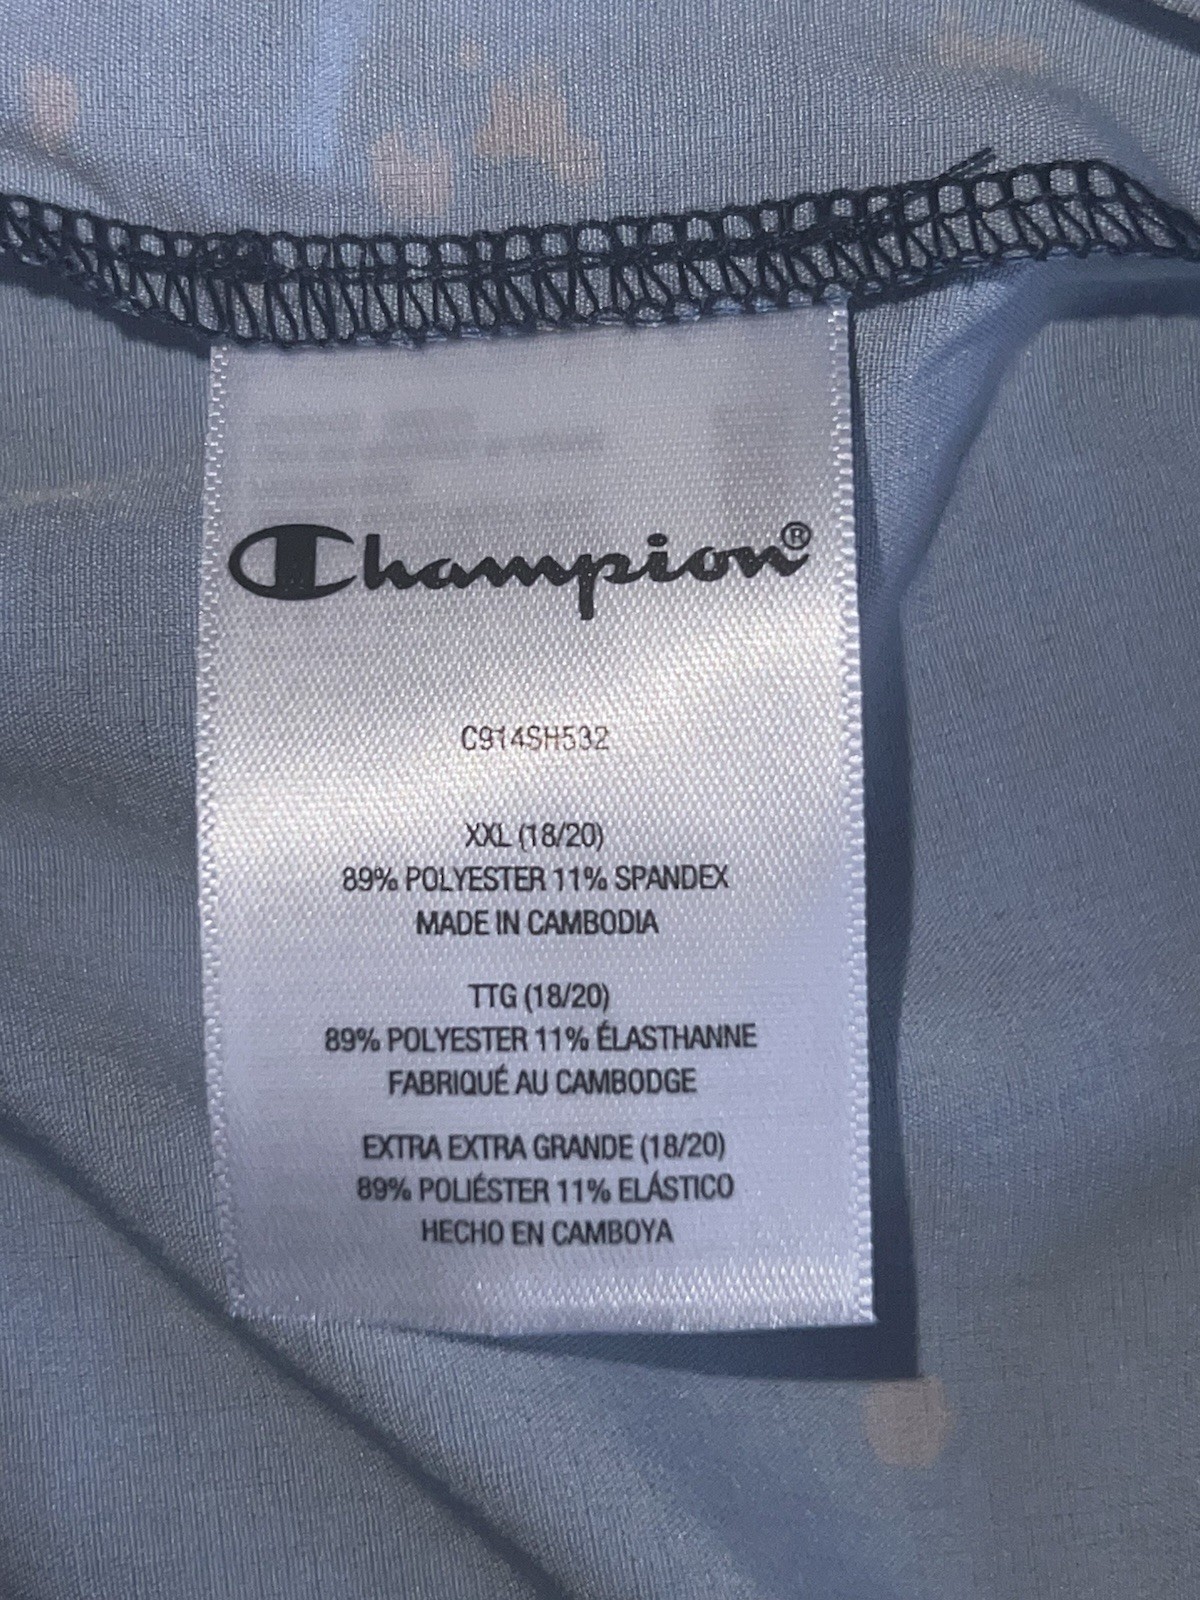 Champion®
C914SH532
XXL (18/20)
89% POLYESTER 11% SPANDEX
MADE IN CAMBODIA
TTG (18/20)
89% POLYESTER 11% ÉLASTHANNE
FABRIQUÉ AU CAMBODGE
EXTRA EXTRA GRANDE (18/20)
89% POLIÉSTER 11% ELÁSTICO
HECHO EN CAMBOYA